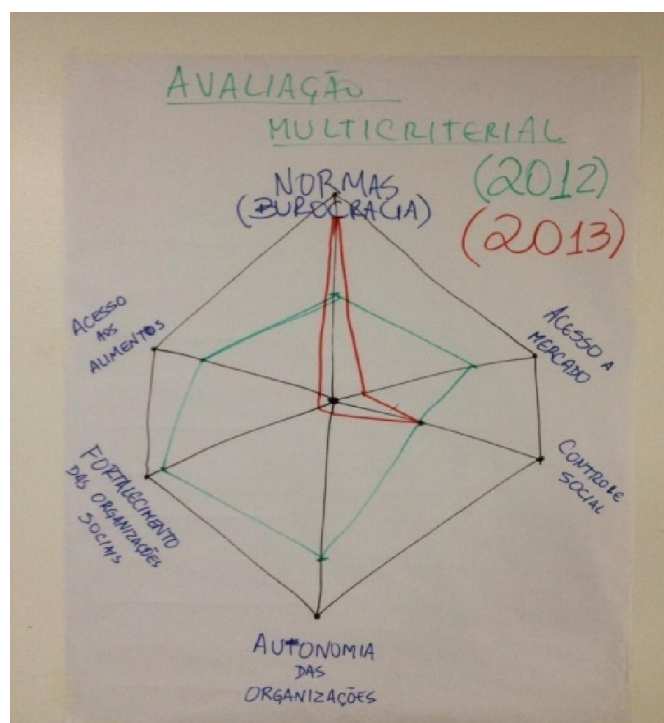 AVALIAÇÃO
MULTICRITERIAL
(2012)
(2013)
NORMAS
(BUROCRACIA)
ACESSO A
MERCADO
CONTROLE
SOCIAL
AUTONOMIA
DAS
ORGANIZAÇÕES
FORTALECIMENTO
DAS ORGANIZAÇÕES
SOCIAIS
ACESSO
AOS
ALIMENTOS